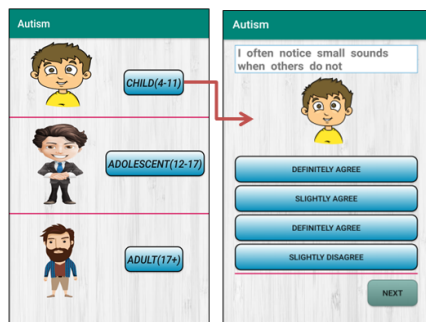 Autism
CHILD(4-11)
ADOLESCENT(12-17)
ADULT(17+)
Autism
I often notice small sounds
when others do not
DEFINITELY AGREE
SLIGHTLY AGREE
DEFINITELY AGREE
SLIGHTLY DISAGREE
NEXT